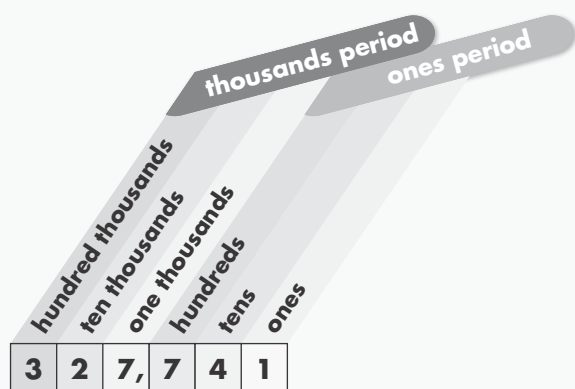 thousands period
ones period
hundred thousands
ten thousands
one thousands
hundreds
tens
ones
3 2 7, 7 4 1